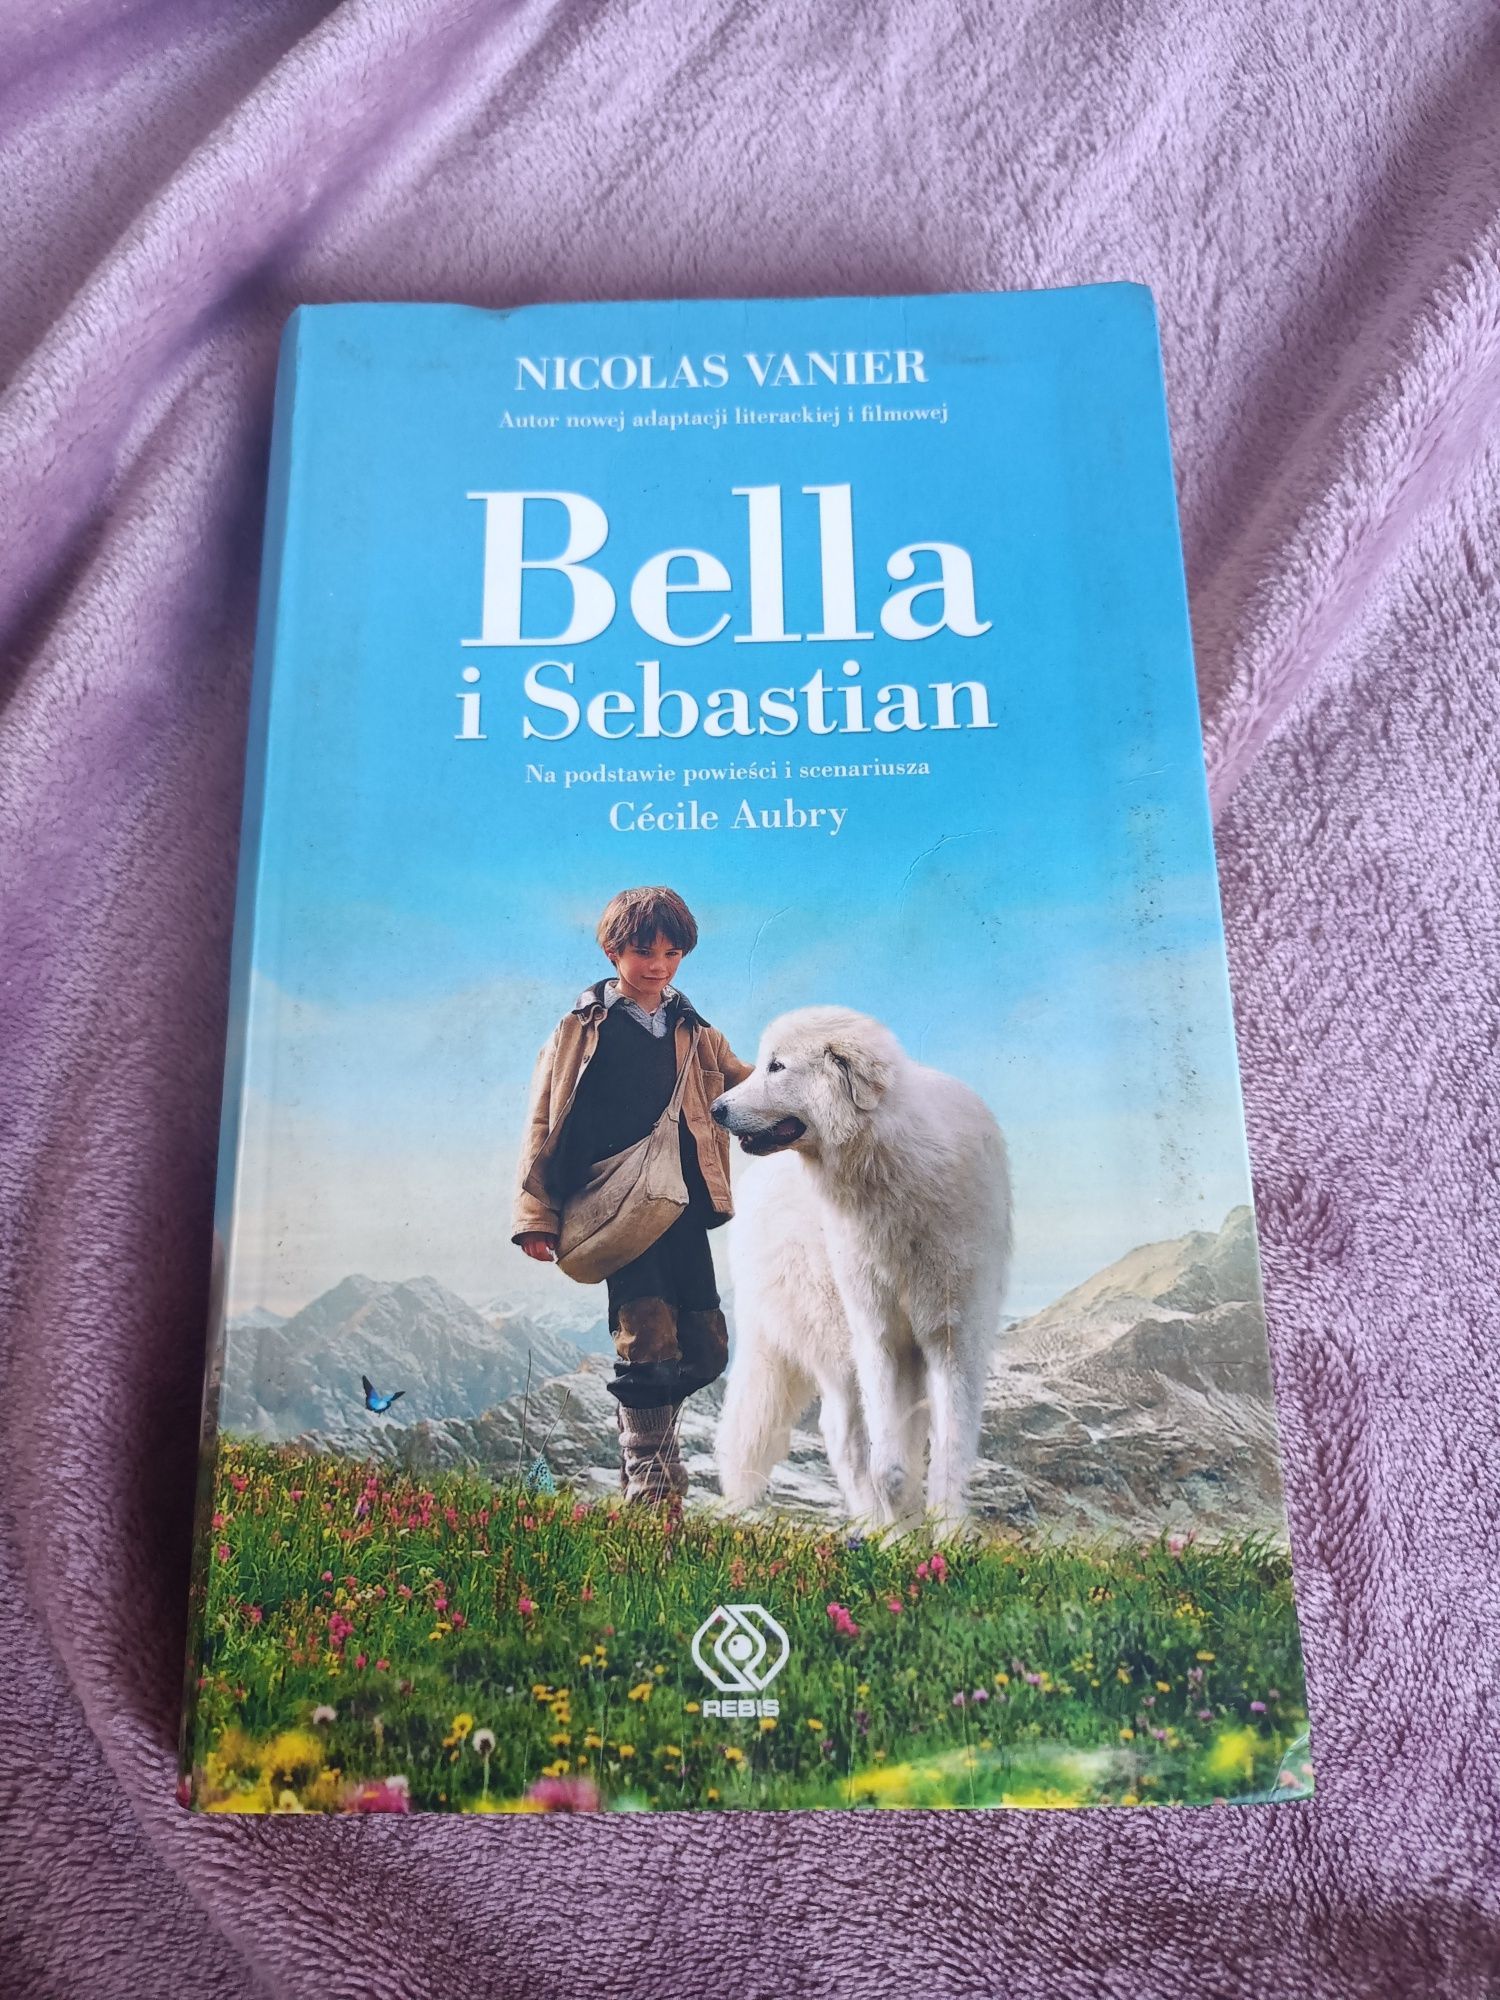 NICOLAS VANIER
Autor nowej adaptacji literackiej i filmowej
Bella
i Sebastian
Na podstawie powieści i scenariusza
Cécile Aubry
REBIS